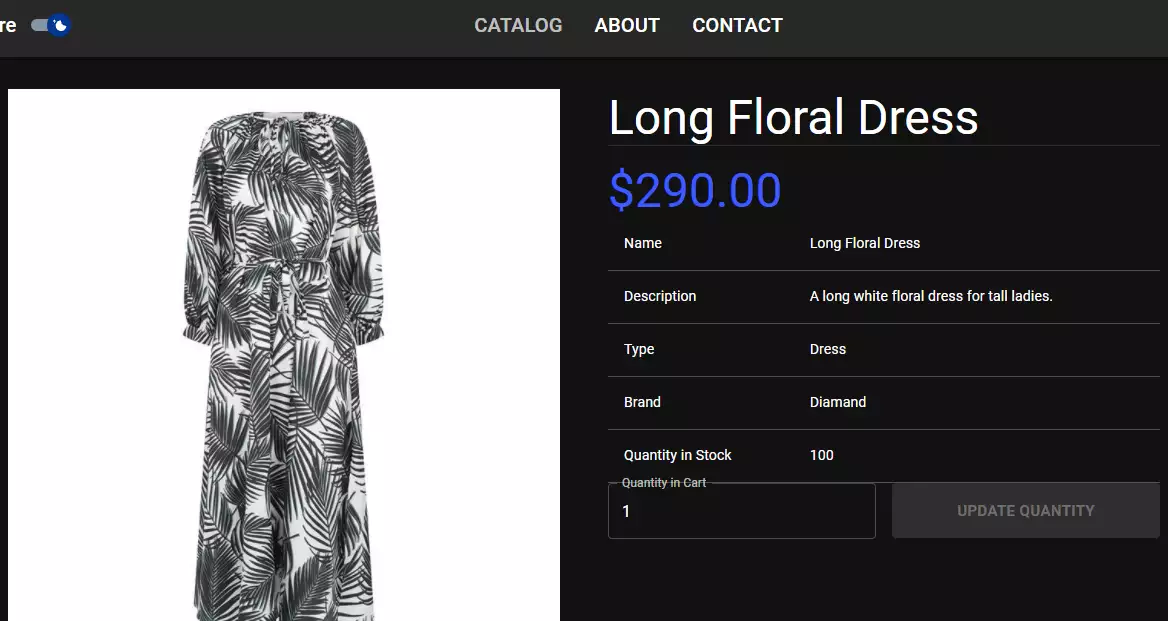 re CATALOG ABOUT CONTACT
Long Floral Dress
$290.00
Name Long Floral Dress
Description A long white floral dress for tall ladies.
Type Dress
Brand Diamand
Quantity in Stock 100
Quantity in Cart
1 UPDATE QUANTITY